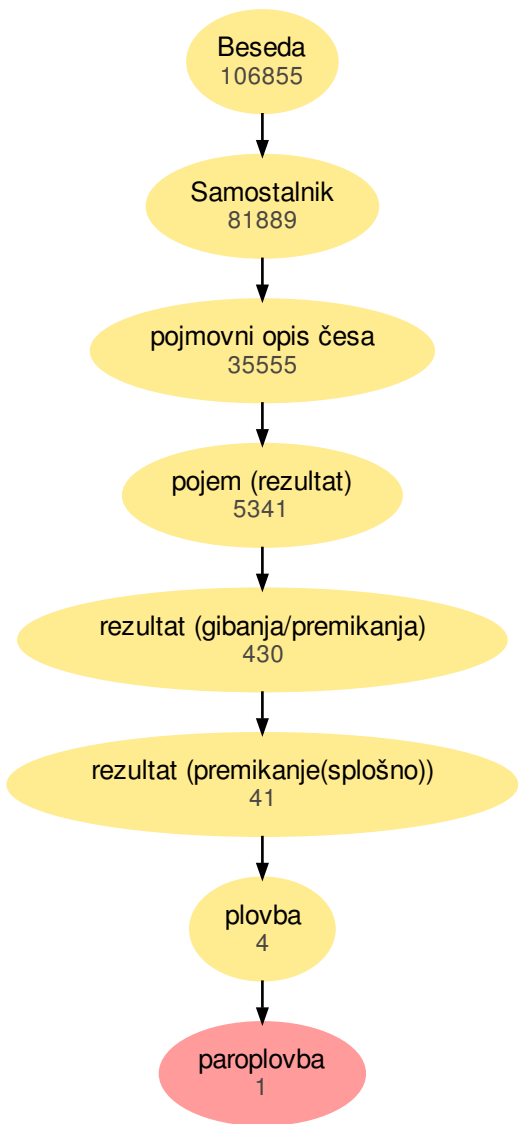 Beseda
106855
Samostalnik
81889
pojmovni opis česa
35555
pojem (rezultat)
5341
rezultat (gibanja/premikanja)
430
rezultat (premikanje(splošno))
41
plovba
4
paroplovba
1